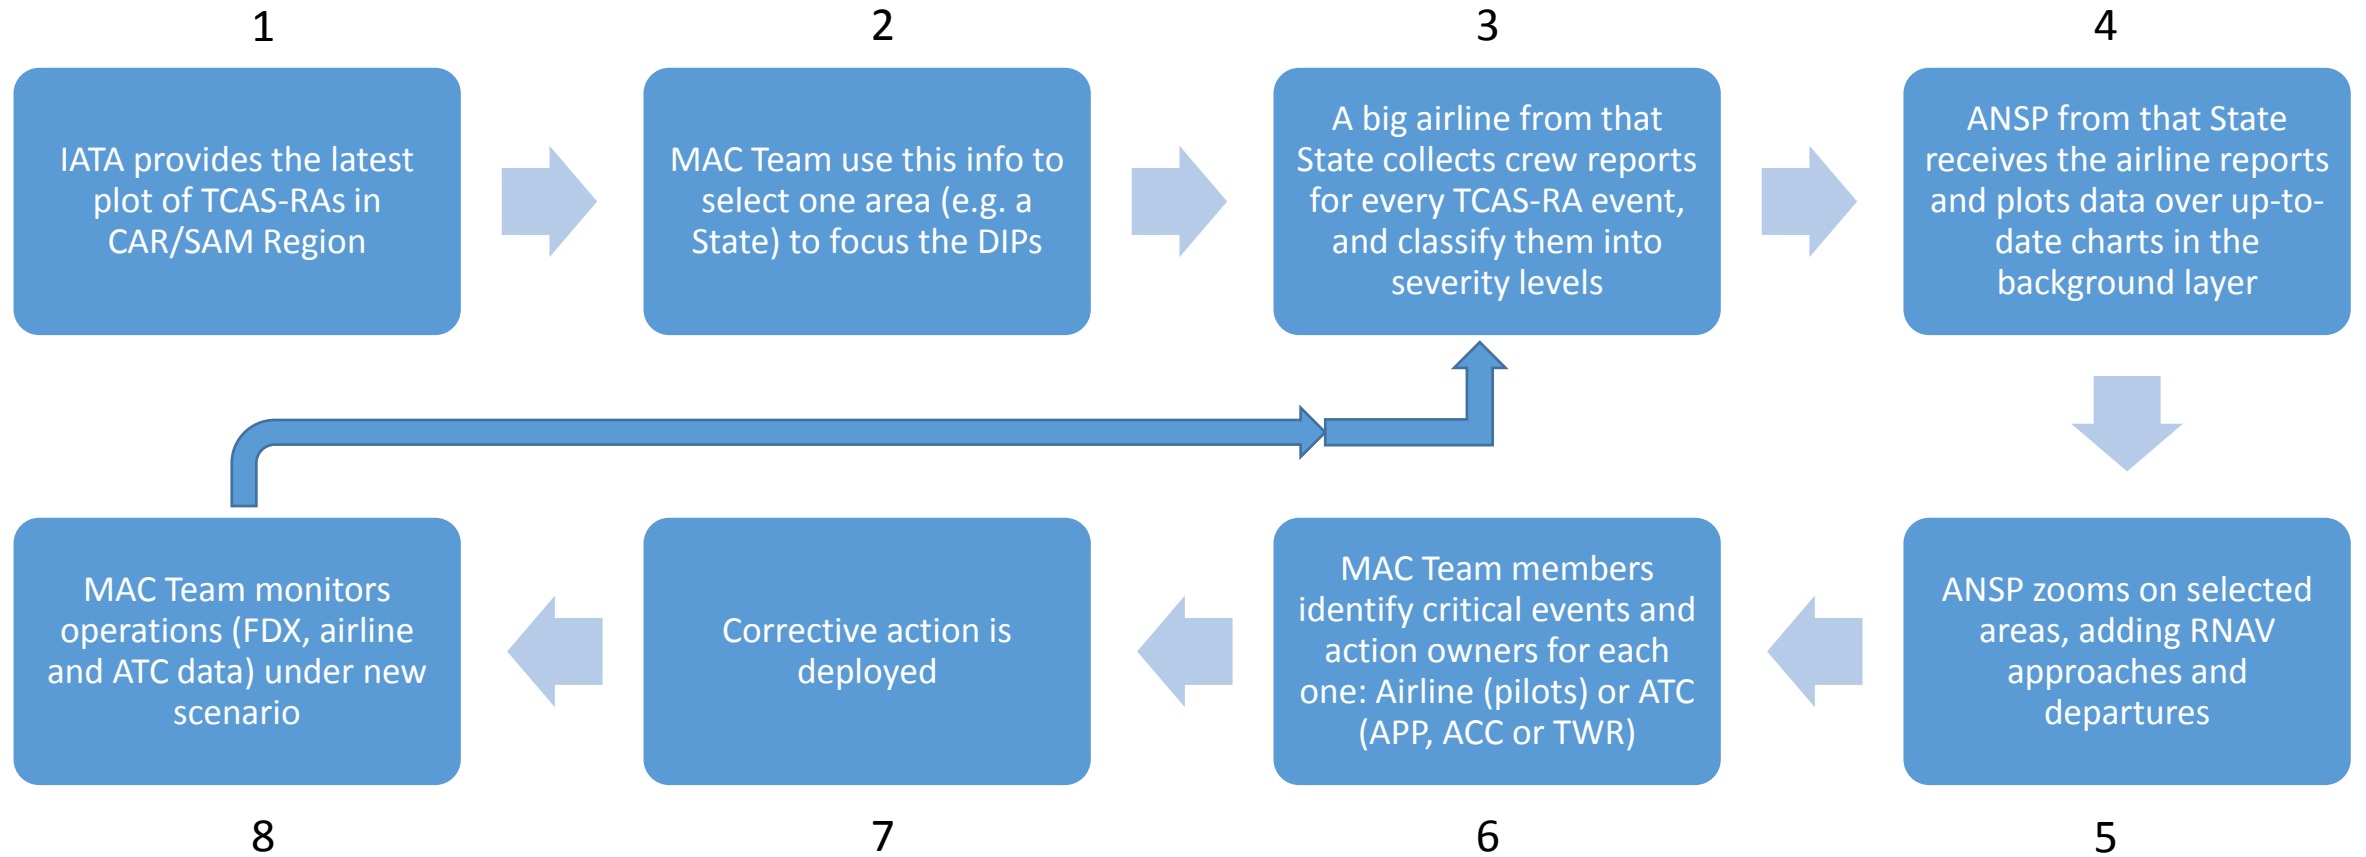 1
IATA provides the latest
plot of TCAS-RAs in
CAR/SAM Region
2
MAC Team use this info to
select one area (e.g. a
State) to focus the DIPs
3
A big airline from that
State collects crew reports
for every TCAS-RA event,
and classify them into
severity levels
4
ANSP from that State
receives the airline reports
and plots data over up-to-
date charts in the
background layer
ANSP zooms on selected
areas, adding RNAV
approaches and
departures
5
MAC Team members
identify critical events and
action owners for each
one: Airline (pilots) or ATC
(APP, ACC or TWR)
6
Corrective action is
deployed
7
MAC Team monitors
operations (FDX, airline
and ATC data) under new
scenario
8